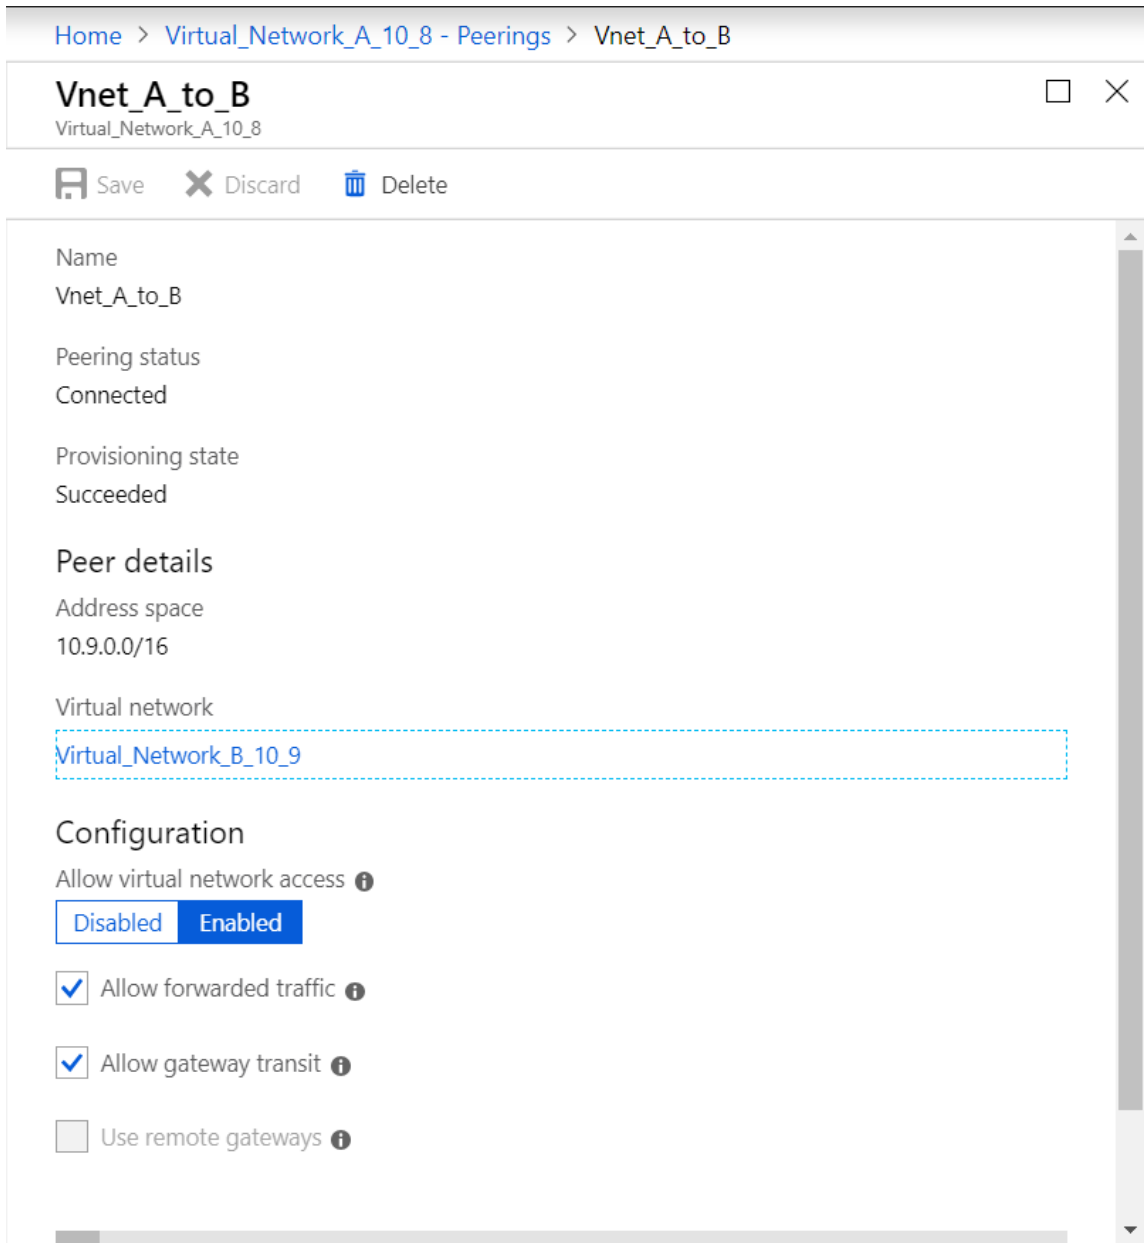 Home > Virtual_Network_A_10_8 - Peerings > Vnet_A_to_B
Vnet_A_to_B
Virtual_Network_A_10_8
Save Discard Delete
Name
Vnet_A_to_B
Peering status
Connected
Provisioning state
Succeeded
Peer details
Address space
10.9.0.0/16
Virtual network
Virtual_Network_B_10_9
Configuration
Allow virtual network access
Disabled Enabled
Allow forwarded traffic
Allow gateway transit
Use remote gateways